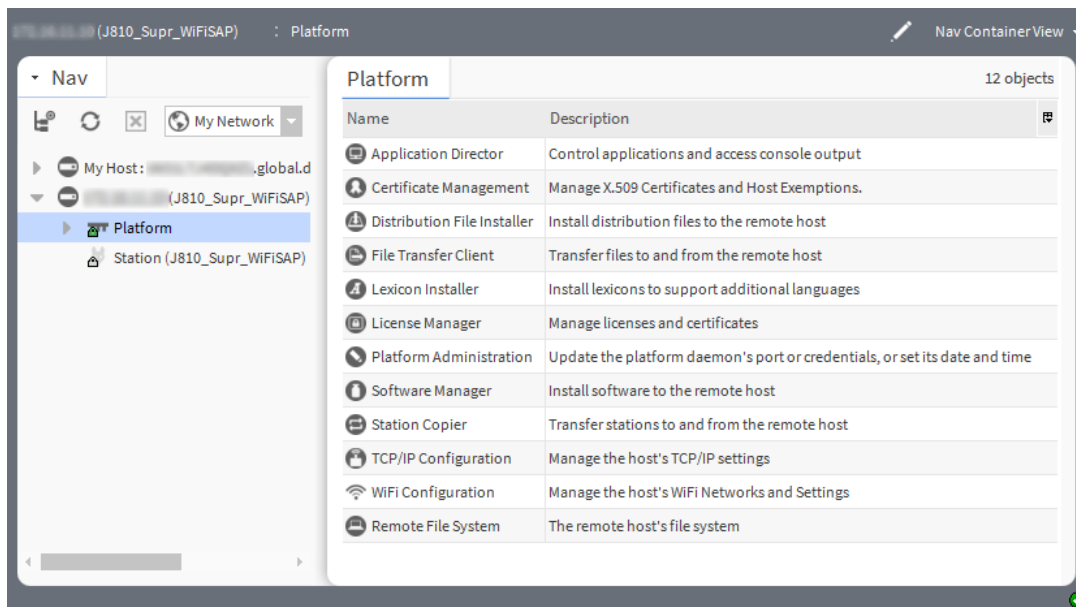 (J810_Supr_WiFiSAP) : Platform Nav Container View
Nav
My Network
My Host : .global.d
(J810_Supr_WiFiSAP)
Platform
Station (J810_Supr_WiFiSAP)
Platform 12 objects
Name Description
Application Director Control applications and access console output
Certificate Management Manage X.509 Certificates and Host Exemptions.
Distribution File Installer Install distribution files to the remote host
File Transfer Client Transfer files to and from the remote host
Lexicon Installer Install lexicons to support additional languages
License Manager Manage licenses and certificates
Platform Administration Update the platform daemon's port or credentials, or set its date and time
Software Manager Install software to the remote host
Station Copier Transfer stations to and from the remote host
TCP/IP Configuration Manage the host's TCP/IP settings
WiFi Configuration Manage the host's WiFi Networks and Settings
Remote File System The remote host's file system